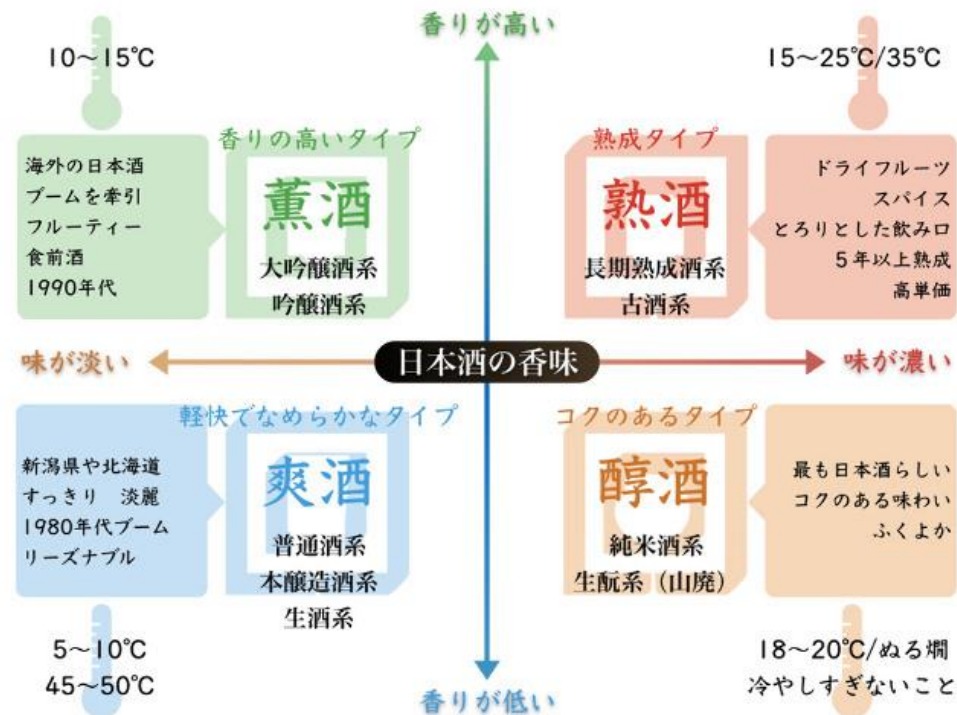 香りが高い
10〜15℃
15〜25℃/35℃
香りの高いタイプ
薫酒
大吟醸酒系
吟醸酒系
海外の日本酒
ブームを牽引
フルーティー
食前酒
1990年代
熟成タイプ
熟酒
長期熟成酒系
古酒系
ドライフルーツ
スパイス
とろりとした飲み口
5年以上熟成
高単価
味が淡い
日本酒の香味
味が濃い
軽快でなめらかなタイプ
爽酒
普通酒系
本醸造酒系
生酒系
新潟県や北海道
すっきり 淡麗
1980年代ブーム
リーズナブル
コクのあるタイプ
醇酒
純米酒系
生酛系(山廃)
最も日本酒らしい
コクのある味わい
ふくよか
5〜10℃
45〜50℃
18〜20℃/ぬる燗
冷やしすぎないこと
香りが低い